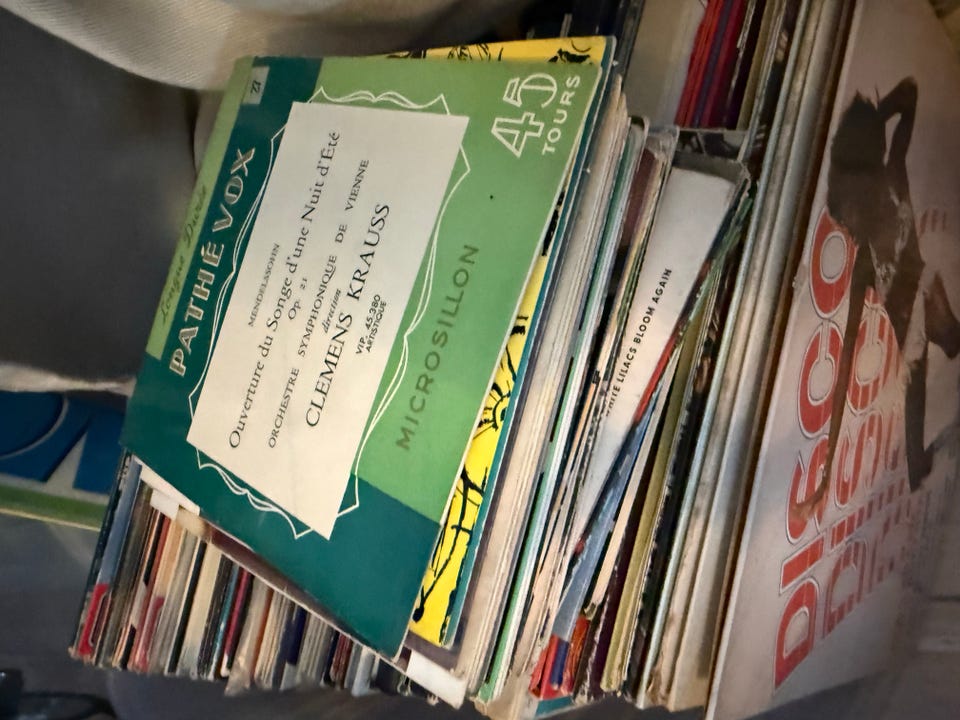 27
Longue Durée
PATHÉ VOX
MENDELSSOHN
Ouverture du Songe d'une Nuit d'Été
Op. 21
ORCHESTRE SYMPHONIQUE DE VIENNE
direction
CLEMENS KRAUSS
VIP. 45.380
ARTISTIQUE
MICROSILLON
45
TOURS
LILACS BLOOM AGAIN
DISCO